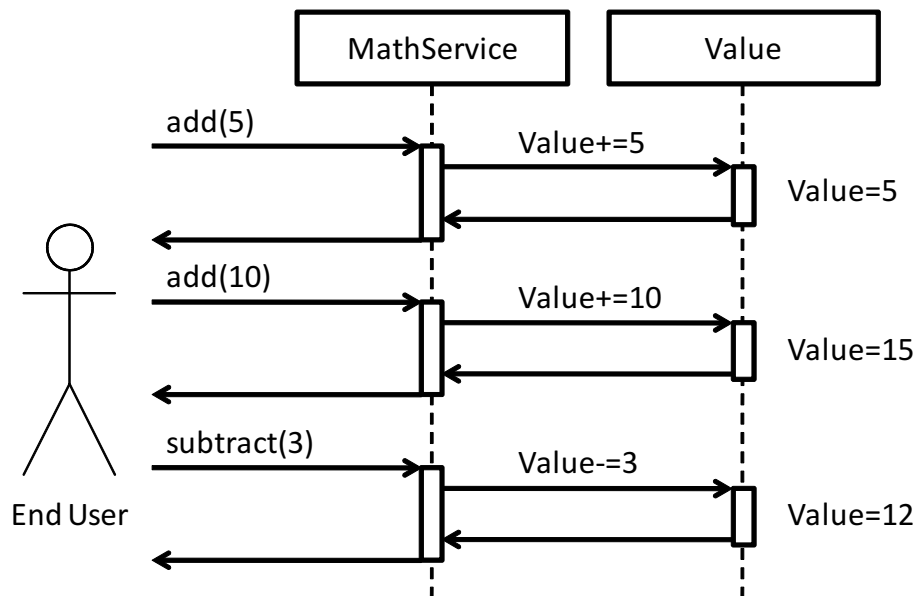 MathService
Value
add(5)
Value+=5
Value=5
add(10)
Value+=10
Value=15
subtract(3)
Value-=3
Value=12
End User